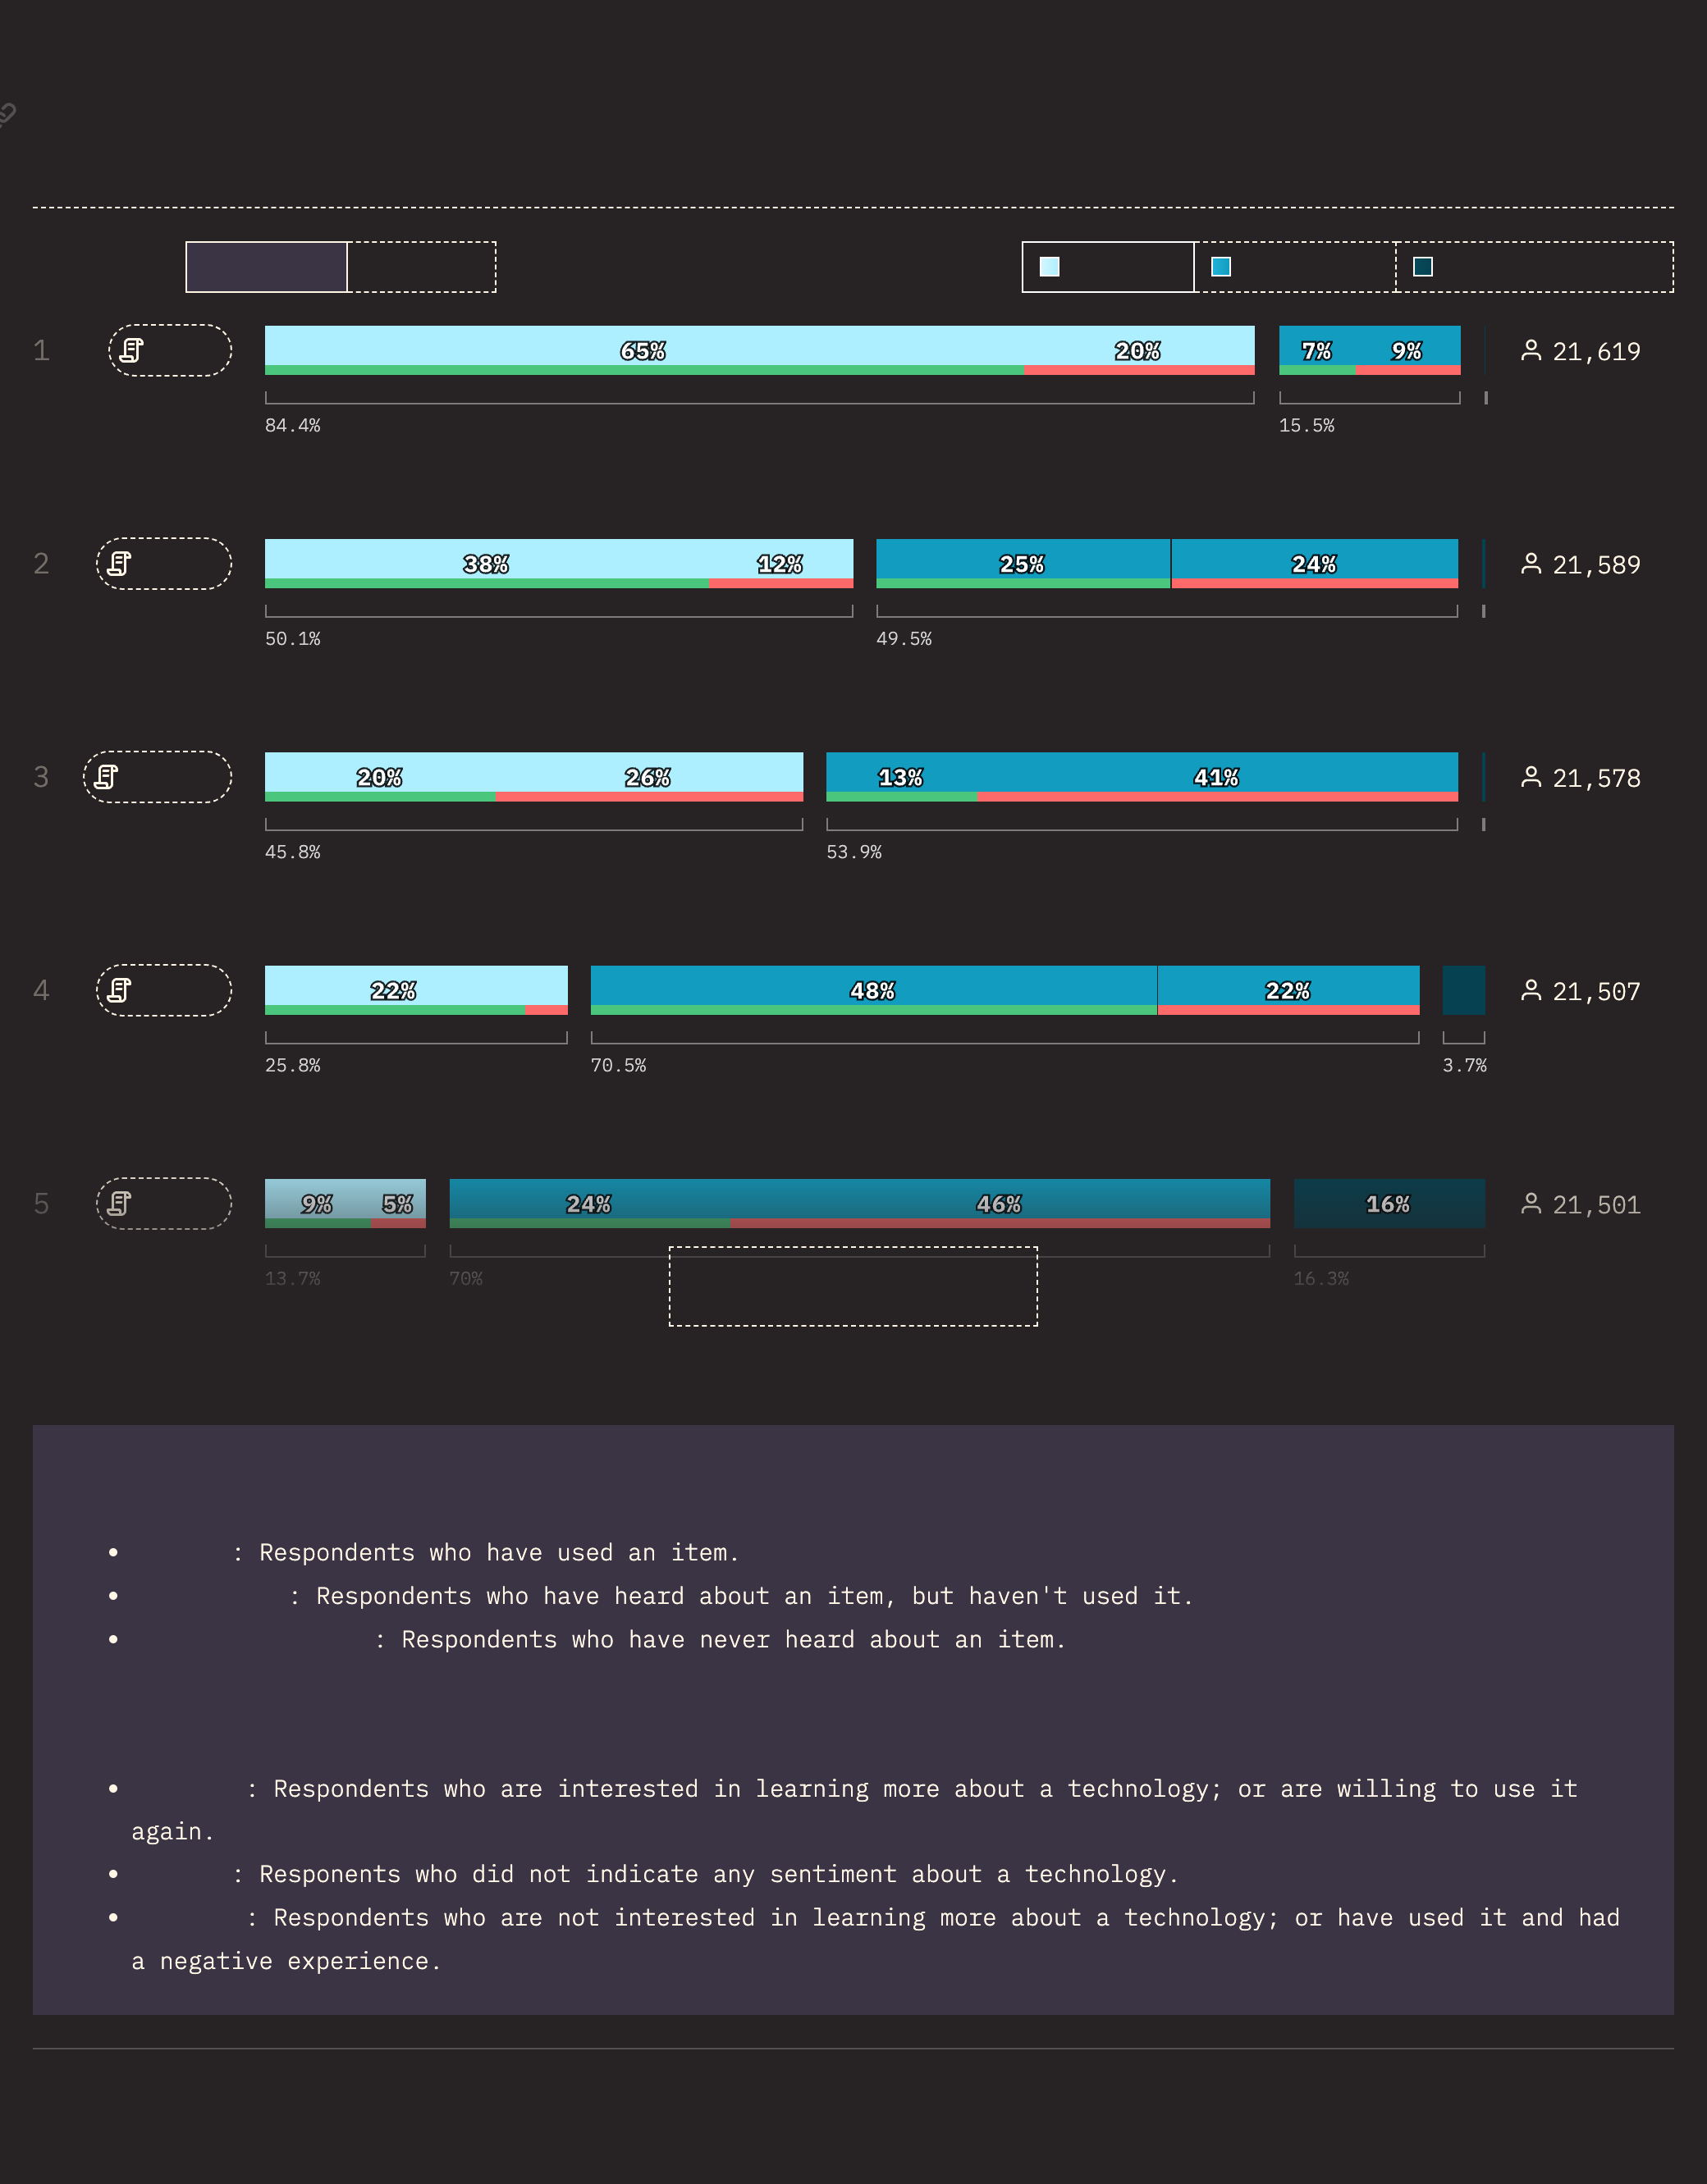 1 65% 20% 7% 9% 21,619
84.4% 15.5%
2 38% 12% 25% 24% 21,589
50.1% 49.5%
3 20% 26% 13% 41% 21,578
45.8% 53.9%
4 22% 48% 22% 21,507
25.8% 70.5% 3.7%
5 9% 5% 24% 46% 16% 21,501
13.7% 70% 16.3%
• : Respondents who have used an item.
• : Respondents who have heard about an item, but haven't used it.
• : Respondents who have never heard about an item.
• : Respondents who are interested in learning more about a technology; or are willing to use it
again.
• : Responents who did not indicate any sentiment about a technology.
• : Respondents who are not interested in learning more about a technology; or have used it and had
a negative experience.